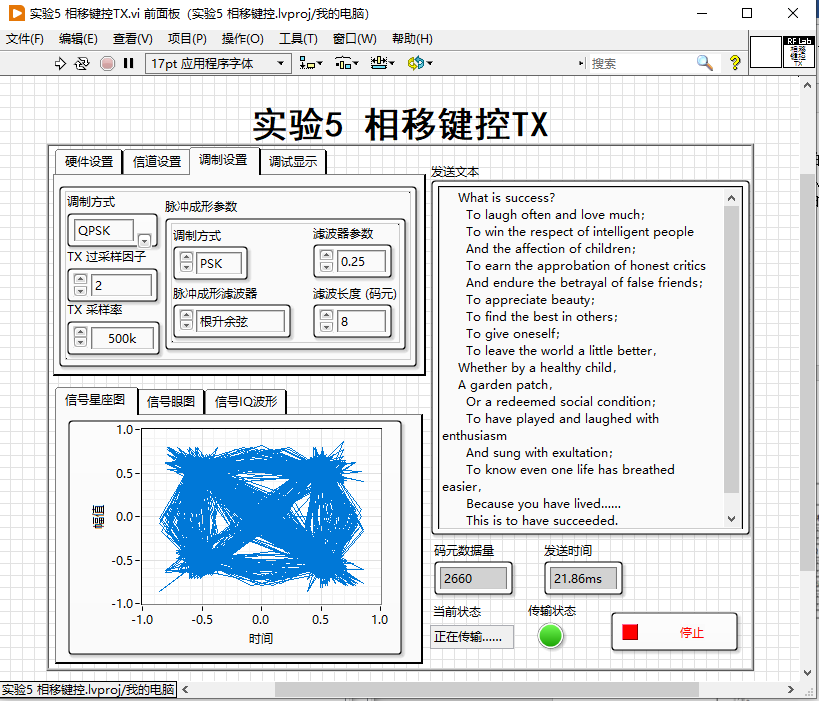 实验5 相移键控TX.vi 前面板（实验5 相移键控.lvproj/我的电脑）
文件(F) 编辑(E) 查看(V) 项目(P) 操作(O) 工具(T) 窗口(W) 帮助(H)
17pt 应用程序字体
搜索
RF Lab
相移
键控
TX
实验5 相移键控TX
硬件设置 信道设置 调制设置 调试显示
调制方式
QPSK
TX 过采样因子
2
TX 采样率
500k
脉冲成形参数
调制方式
PSK
滤波器参数
0.25
脉冲成形滤波器
根升余弦
滤波长度 (码元)
8
信号星座图 信号眼图 信号IQ波形
幅值
1.0
0.5
0.0
-0.5
-1.0
-1.0 -0.5 0.0 0.5 1.0
时间
发送文本
What is success?
To laugh often and love much;
To win the respect of intelligent people
And the affection of children;
To earn the approbation of honest critics
And endure the betrayal of false friends;
To appreciate beauty;
To find the best in others;
To give oneself;
To leave the world a little better,
Whether by a healthy child,
A garden patch,
Or a redeemed social condition;
To have played and laughed with
enthusiasm
And sung with exultation;
To know even one life has breathed
easier,
Because you have lived......
This is to have succeeded.
码元数据量
2660
发送时间
21.86ms
当前状态
正在传输......
传输状态
停止
实验5 相移键控.lvproj/我的电脑